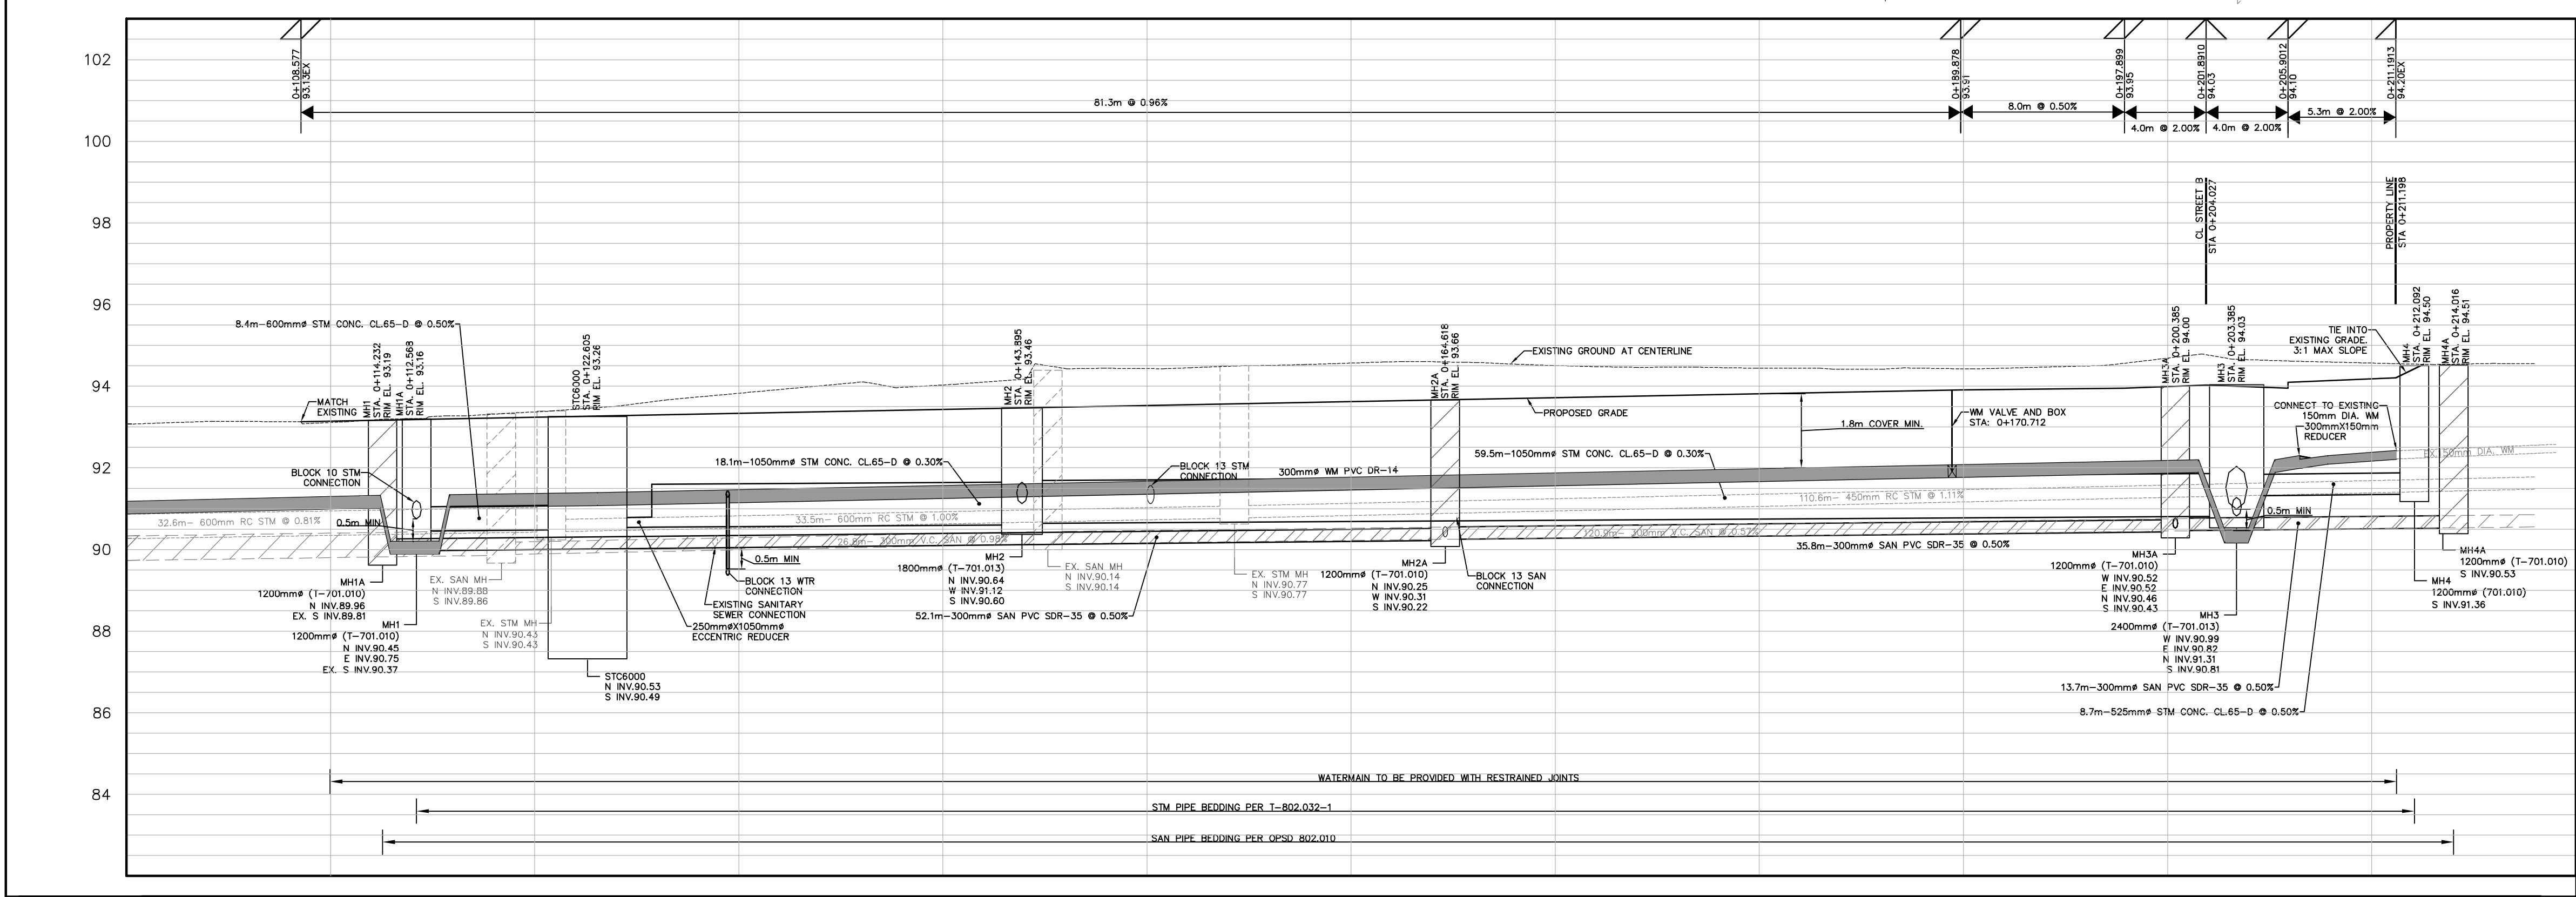 102
100
98
96
94
92
90
88
86
84
0+108.577
93.13EX
81.3m @ 0.96%
0+189.878
93.91
8.0m @ 0.50%
0+197.899
93.95
4.0m @ 2.00%
0+201.8910
94.03
4.0m @ 2.00%
0+205.9012
94.10
5.3m @ 2.00%
0+211.1913
94.20EX
CL STREET B
STA 0+204.027
PROPERTY LINE
STA 0+211.198
8.4m-600mmø STM CONC. CL.65-D @ 0.50%
MH1
STA. 0+114.232
RIM EL. 93.19
MH1A
STA. 0+112.568
RIM EL. 93.16
STC6000
STA. 0+122.605
RIM EL. 93.26
MH2
STA. 0+143.895
RIM EL. 93.46
MH2A
STA. 0+164.618
RIM EL. 93.66
MH3A
STA. 0+200.385
RIM EL. 94.00
MH3
STA. 0+203.385
RIM EL. 94.03
MH4
STA. 0+212.092
RIM EL. 94.50
MH4A
STA. 0+214.016
RIM EL. 94.51
EXISTING GROUND AT CENTERLINE
TIE INTO
EXISTING GRADE.
3:1 MAX SLOPE
MATCH
EXISTING
PROPOSED GRADE
WM VALVE AND BOX
STA: 0+170.712
1.8m COVER MIN.
CONNECT TO EXISTING
150mm DIA. WM
300mmX150mm
REDUCER
EX.150mm DIA. WM
BLOCK 10 STM
CONNECTION
18.1m-1050mmø STM CONC. CL.65-D @ 0.30%
BLOCK 13 STM
CONNECTION
300mmø WM PVC DR-14
59.5m-1050mmø STM CONC. CL.65-D @ 0.30%
110.6m- 450mm RC STM @ 1.11%
32.6m- 600mm RC STM @ 0.81%
0.5m MIN
33.5m- 600mm RC STM @ 1.00%
26.8m- 300mm V.C. SAN @ 0.98%
120.9m- 300mm V.C. SAN @ 0.52%
35.8m-300mmø SAN PVC SDR-35 @ 0.50%
0.5m MIN
0.5m MIN
MH1A
1200mmø (T-701.010)
N INV.89.96
EX. S INV.89.81
MH1
1200mmø (T-701.010)
N INV.90.45
E INV.90.75
EX. S INV.90.37
EX. SAN MH
N INV.89.88
S INV.89.86
EX. STM MH
N INV.90.43
S INV.90.43
STC6000
N INV.90.53
S INV.90.49
BLOCK 13 WTR
CONNECTION
EXISTING SANITARY
SEWER CONNECTION
250mmøX1050mmø
ECCENTRIC REDUCER
MH2
1800mmø (T-701.013)
N INV.90.64
W INV.91.12
S INV.90.60
52.1m-300mmø SAN PVC SDR-35 @ 0.50%
EX. SAN MH
N INV.90.14
S INV.90.14
EX. STM MH
N INV.90.77
S INV.90.77
MH2A
1200mmø (T-701.010)
N INV.90.25
W INV.90.31
S INV.90.22
BLOCK 13 SAN
CONNECTION
MH3A
1200mmø (T-701.010)
W INV.90.52
E INV.90.52
N INV.90.46
S INV.90.43
MH3
2400mmø (T-701.013)
W INV.90.99
E INV.90.82
N INV.91.31
S INV.90.81
13.7m-300mmø SAN PVC SDR-35 @ 0.50%
8.7m-525mmø STM CONC. CL.65-D @ 0.50%
MH4A
1200mmø (T-701.010)
S INV.90.53
MH4
1200mmø (701.010)
S INV.91.36
WATERMAIN TO BE PROVIDED WITH RESTRAINED JOINTS
STM PIPE BEDDING PER T-802.032-1
SAN PIPE BEDDING PER OPSD 802.010